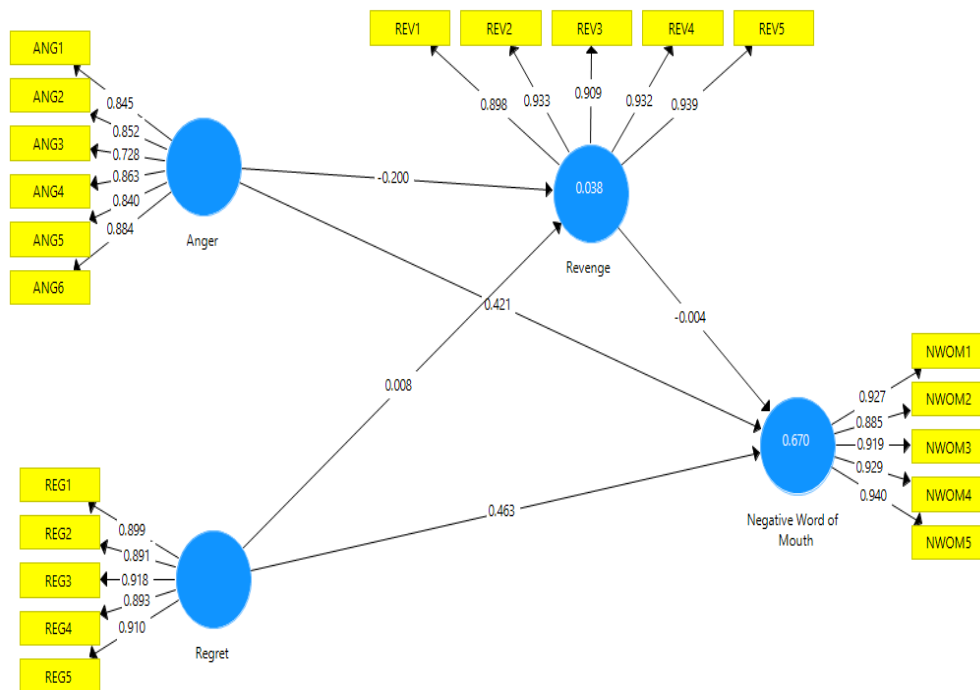 REV1 REV2 REV3 REV4 REV5
0.898 0.933 0.909 0.932 0.939
ANG1
ANG2
ANG3
ANG4
ANG5
ANG6
0.845
0.852
0.728
0.863
0.840
0.884
Anger
-0.200
0.038
Revenge
0.421
-0.004
0.008
0.463
0.670
Negative Word of
Mouth
0.927
0.885
0.919
0.929
0.940
NWOM1
NWOM2
NWOM3
NWOM4
NWOM5
REG1
REG2
REG3
REG4
REG5
0.899
0.891
0.918
0.893
0.910
Regret